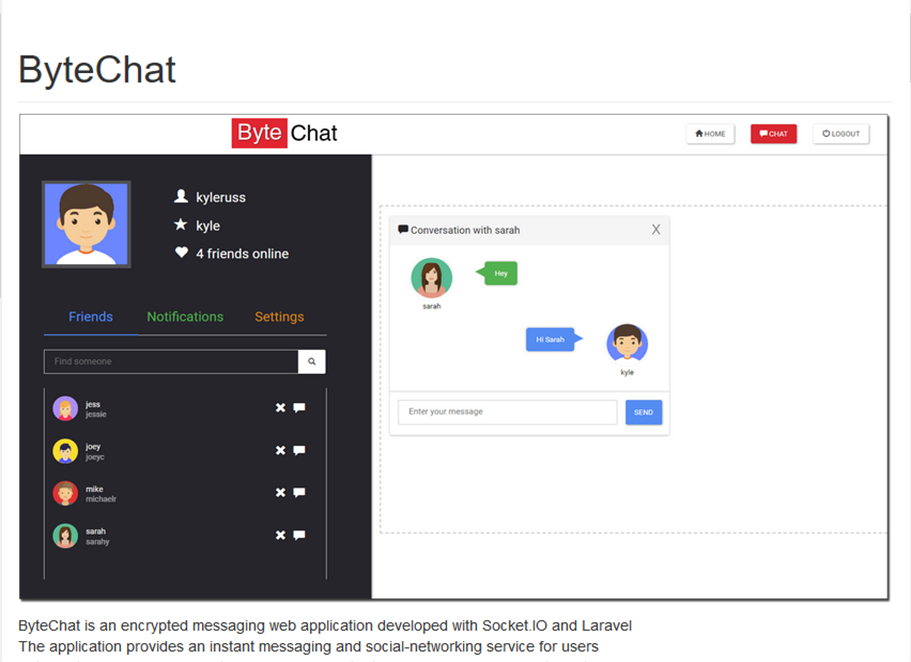 ByteChat
Byte Chat
HOME
CHAT
LOGOUT
kyleruss
kyle
4 friends online
Friends
Notifications
Settings
Find someone
jess
jessie
joey
joeyc
mike
michaelr
sarah
sarahy
Conversation with sarah
X
Hey
sarah
Hi Sarah
kyle
Enter your message
SEND
ByteChat is an encrypted messaging web application developed with Socket.IO and Laravel
The application provides an instant messaging and social-networking service for users